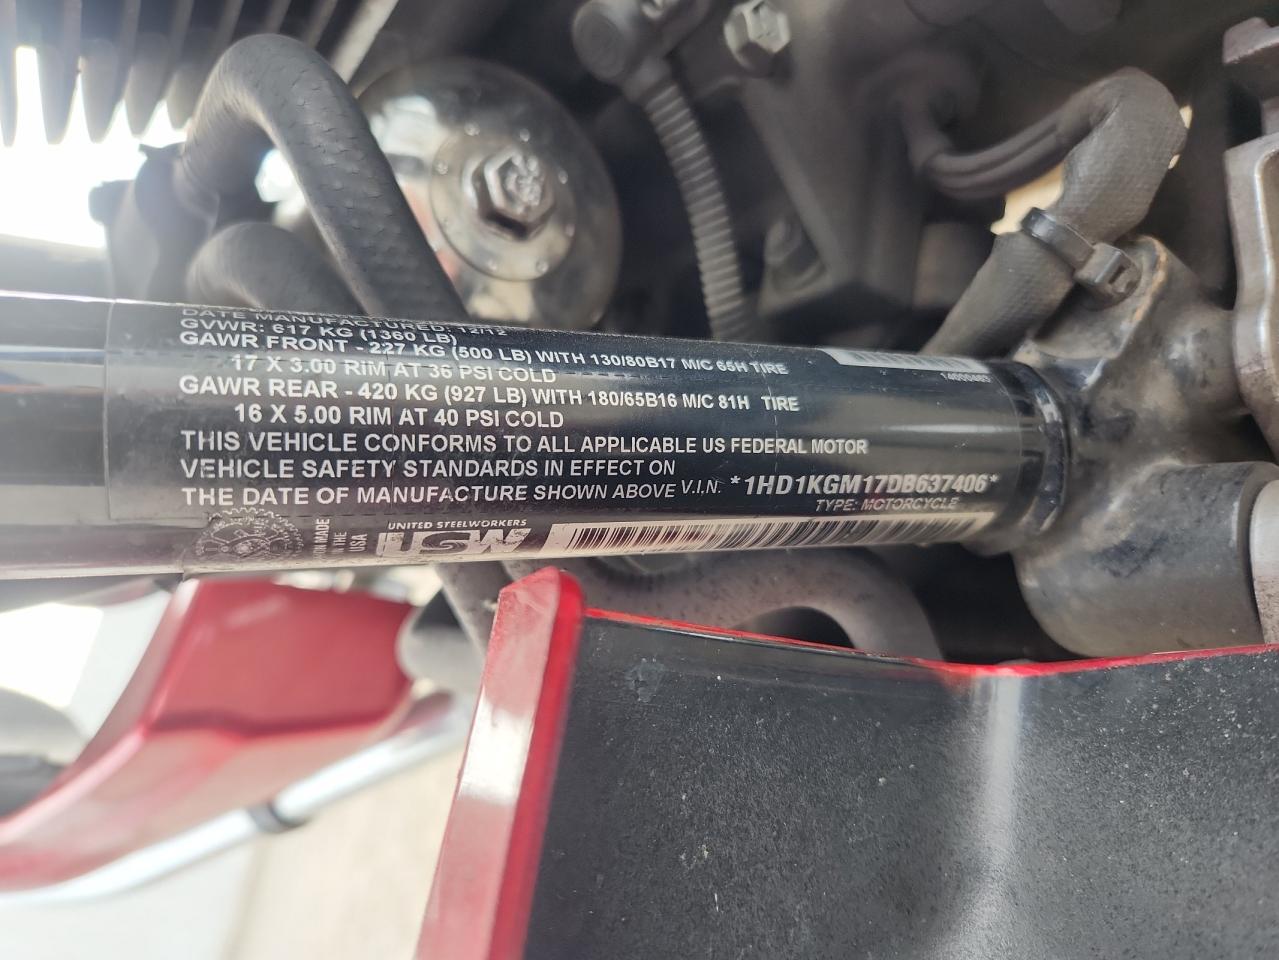 DATE MANUFACTURED: 12/12
GVWR: 617 KG (1360 LB)
GAWR FRONT - 227 KG (500 LB) WITH 130/80B17 M/C 65H TIRE
17 X 3.00 RIM AT 36 PSI COLD
GAWR REAR - 420 KG (927 LB) WITH 180/65B16 M/C 81H TIRE
16 X 5.00 RIM AT 40 PSI COLD
THIS VEHICLE CONFORMS TO ALL APPLICABLE US FEDERAL MOTOR
VEHICLE SAFETY STANDARDS IN EFFECT ON
THE DATE OF MANUFACTURE SHOWN ABOVE V.I.N. *1HD1KGM17DB637406*
TYPE: MOTORCYCLE
UNION MADE
IN THE
USA
UNITED STEELWORKERS
USW